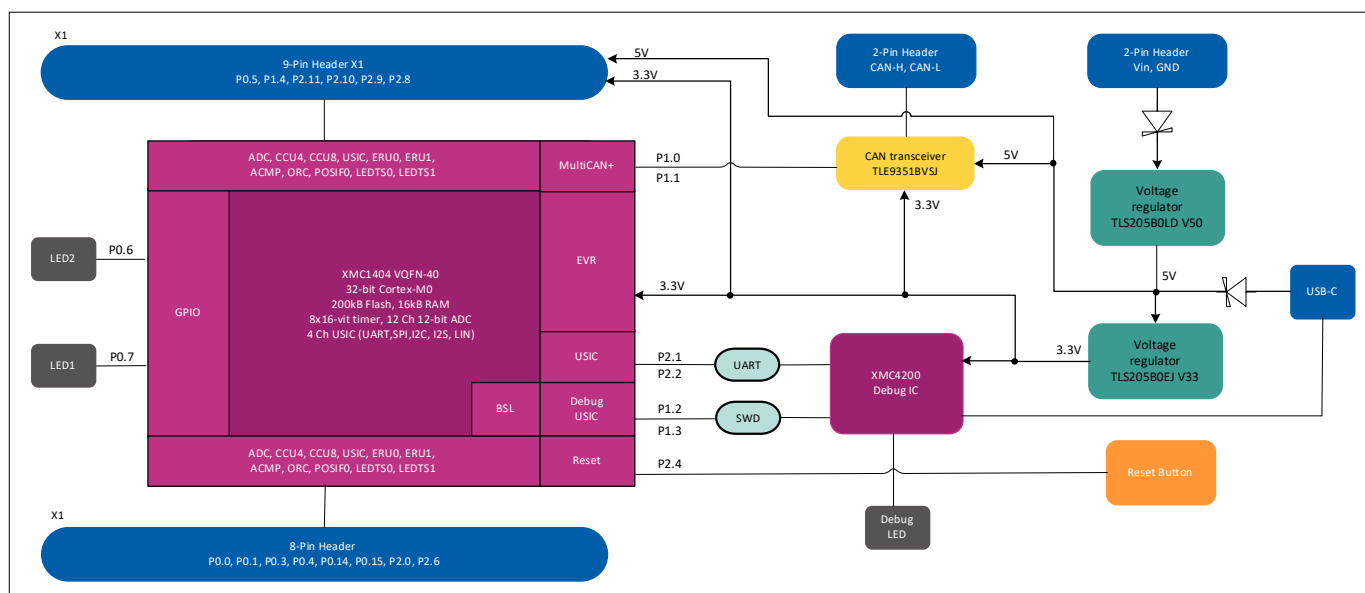 X1
9-Pin Header X1
P0.5, P1.4, P2.11, P2.10, P2.9, P2.8
5V
3.3V
2-Pin Header
CAN-H, CAN-L
2-Pin Header
Vin, GND
ADC, CCU4, CCU8, USIC, ERU0, ERU1,
ACMP, ORC, POSIF0, LEDTS0, LEDTS1
MultiCAN+
P1.0
P1.1
CAN transceiver
TLE9351BVSJ
5V
3.3V
Voltage
regulator
TLS205B0LD V50
LED2
P0.6
GPIO
XMC1404 VQFN-40
32-bit Cortex-M0
200kB Flash, 16kB RAM
8x16-vit timer, 12 Ch 12-bit ADC
4 Ch USIC (UART,SPI,I2C, I2S, LIN)
EVR
3.3V
5V
USB-C
LED1
P0.7
USIC
P2.1
P2.2
UART
XMC4200
Debug IC
3.3V
Voltage
regulator
TLS205B0EJ V33
BSL
Debug
USIC
P1.2
P1.3
SWD
ADC, CCU4, CCU8, USIC, ERU0, ERU1,
ACMP, ORC, POSIF0, LEDTS0, LEDTS1
Reset
P2.4
Reset Button
X1
8-Pin Header
P0.0, P0.1, P0.3, P0.4, P0.14, P0.15, P2.0, P2.6
Debug
LED